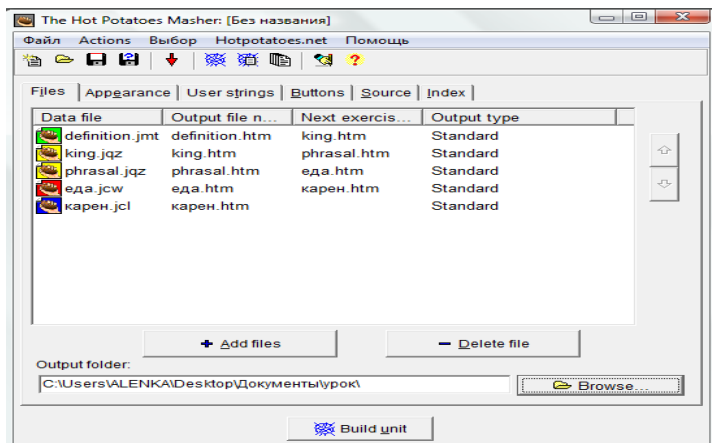 The Hot Potatoes Masher: [Без названия]
Файл Actions Выбор Hotpotatoes.net Помощь
Files Appearance User strings Buttons Source Index
Data file Output file n... Next exercis... Output type
definition.jmt definition.htm king.htm Standard
king.jqz king.htm phrasal.htm Standard
phrasal.jqz phrasal.htm еда.htm Standard
еда.jcw еда.htm карен.htm Standard
карен.jcl карен.htm Standard
Add files Delete file
Output folder:
C:\Users\ALENKA\Desktop\Документы\урок\ Browse...
Build unit